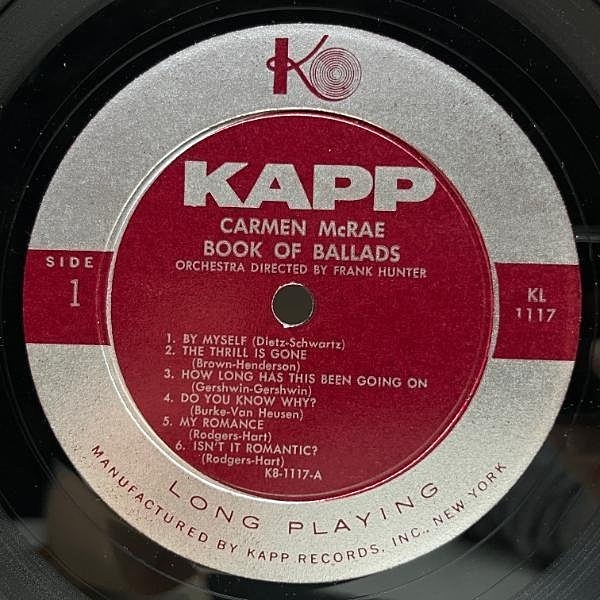 K
KAPP
CARMEN McRAE
BOOK OF BALLADS
ORCHESTRA DIRECTED BY FRANK HUNTER
SIDE
1
KL
1117
1. BY MYSELF (Dietz-Schwartz)
2. THE THRILL IS GONE
(Brown-Henderson)
3. HOW LONG HAS THIS BEEN GOING ON
(Gershwin-Gershwin)
4. DO YOU KNOW WHY?
(Burke-Van Heusen)
5. MY ROMANCE
(Rodgers-Hart)
6. ISN'T IT ROMANTIC?
(Rodgers-Hart)
KB-1117-A
LONG PLAYING
MANUFACTURED BY KAPP RECORDS, INC., NEW YORK